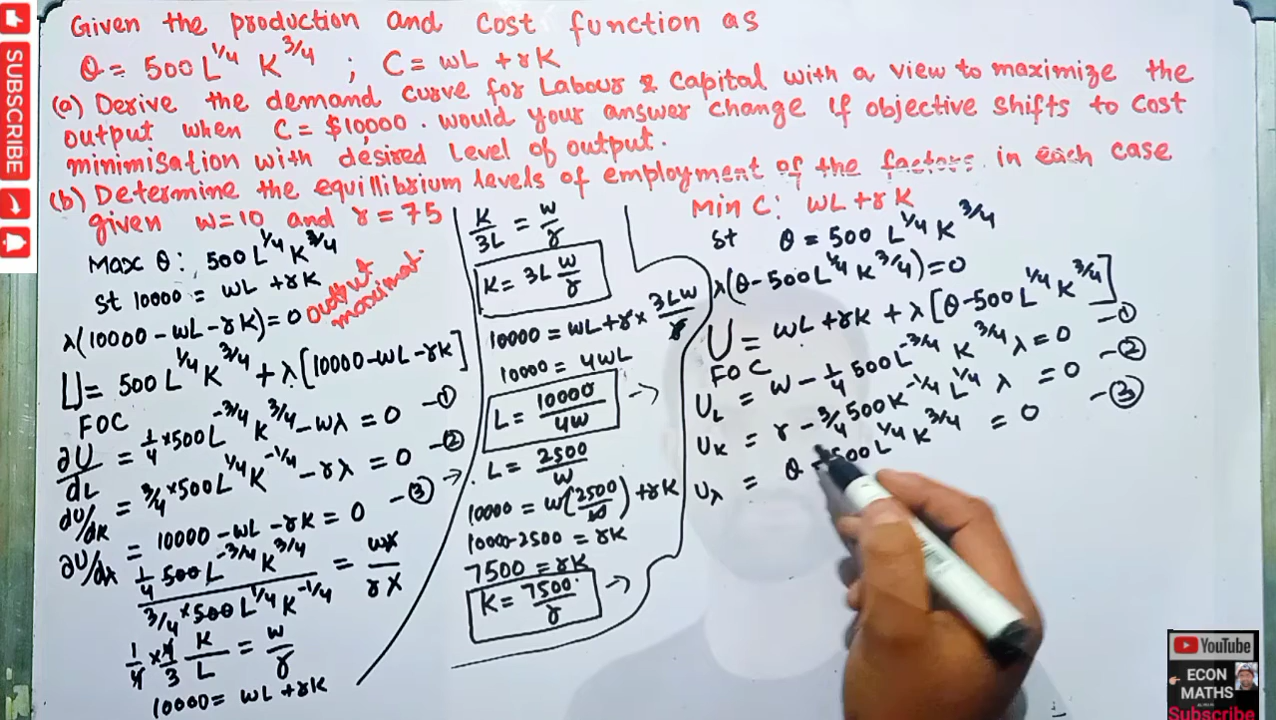 Given the production and cost function as
θ = 500 L^1/4 K^3/4 ; C = wL + rK
(a) Derive the demand curve for Labour & Capital with a view to maximize the
output when C = $10,000. would your answer change if objective shifts to cost
minimisation with desired level of output.
(b) Determine the equillibrium levels of employment of the factors in each case
given w=10 and r=75
Max θ: 500 L^1/4 K^3/4
st 10000 = wL + rK
output maximati
λ(10000 - wL - rK) = 0
U = 500 L^1/4 K^3/4 + λ[10000 - wL - rK]
FOC
∂U/dL = 1/4 × 500 L^-3/4 K^3/4 - wλ = 0 - ①
dU/dK = 3/4 × 500 L^1/4 K^-1/4 - rλ = 0 - ②
∂U/dλ = 10000 - wL - rK = 0 - ③ →
1/4 500 L^-3/4 K^3/4 / 3/4 × 500 L^1/4 K^-1/4 = wλ / rλ
1/4 × 4/3 K/L = w/r
10000 = wL + rK
K/3L = w/r
K = 3L w/r
10000 = wL + r × 3Lw/r
10000 = 4wL
L = 10000/4w →
L = 2500/w
10000 = w(2500/w) + rK
10000-2500 = rK
7500 = rK
K = 7500/r →
Min C: wL + rK
st θ = 500 L^1/4 K^3/4
λ(θ - 500 L^1/4 K^3/4) = 0
U = wL + rK + λ[θ - 500 L^1/4 K^3/4]
FOC
U_L = w - 1/4 500 L^-3/4 K^3/4 λ = 0 - ①
U_K = r - 3/4 500 K^-1/4 L^1/4 λ = 0 - ②
U_λ = θ - 500 L^1/4 K^3/4 = 0 - ③
SUBSCRIBE
YouTube
ECON
MATHS
Subscribe